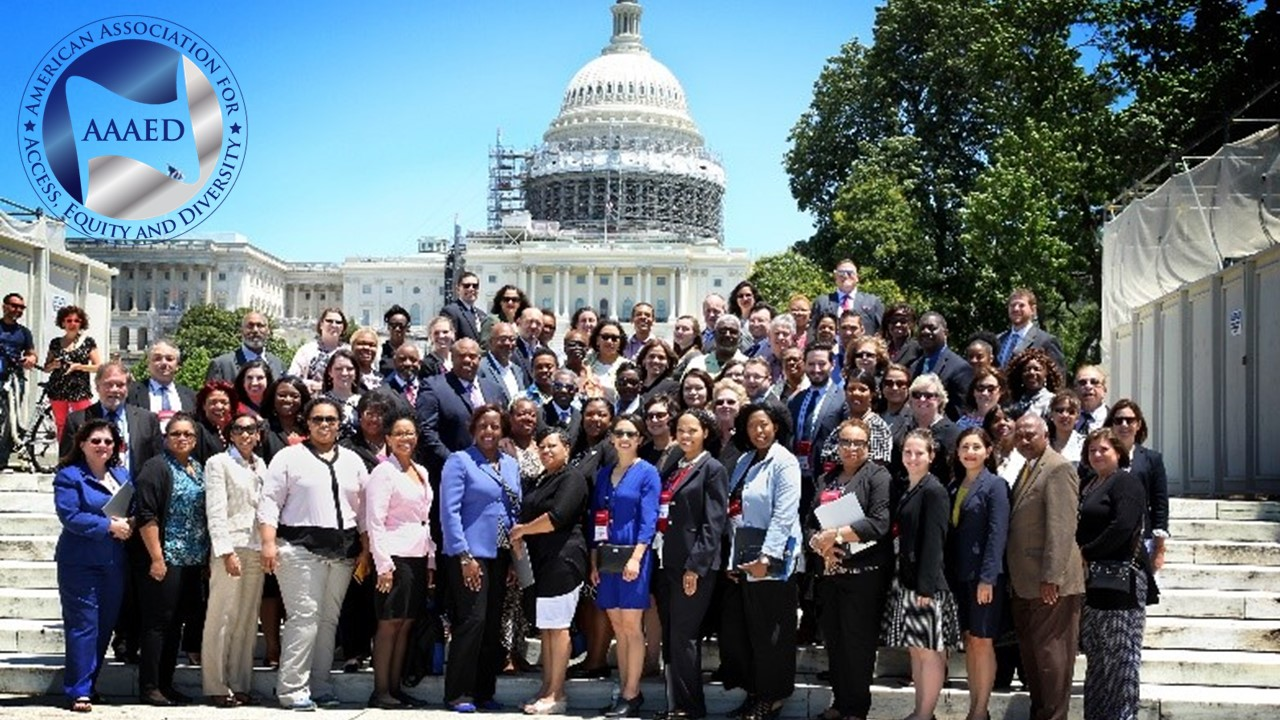 AMERICAN ASSOCIATION FOR
AAAED
ACCESS, EQUITY AND DIVERSITY